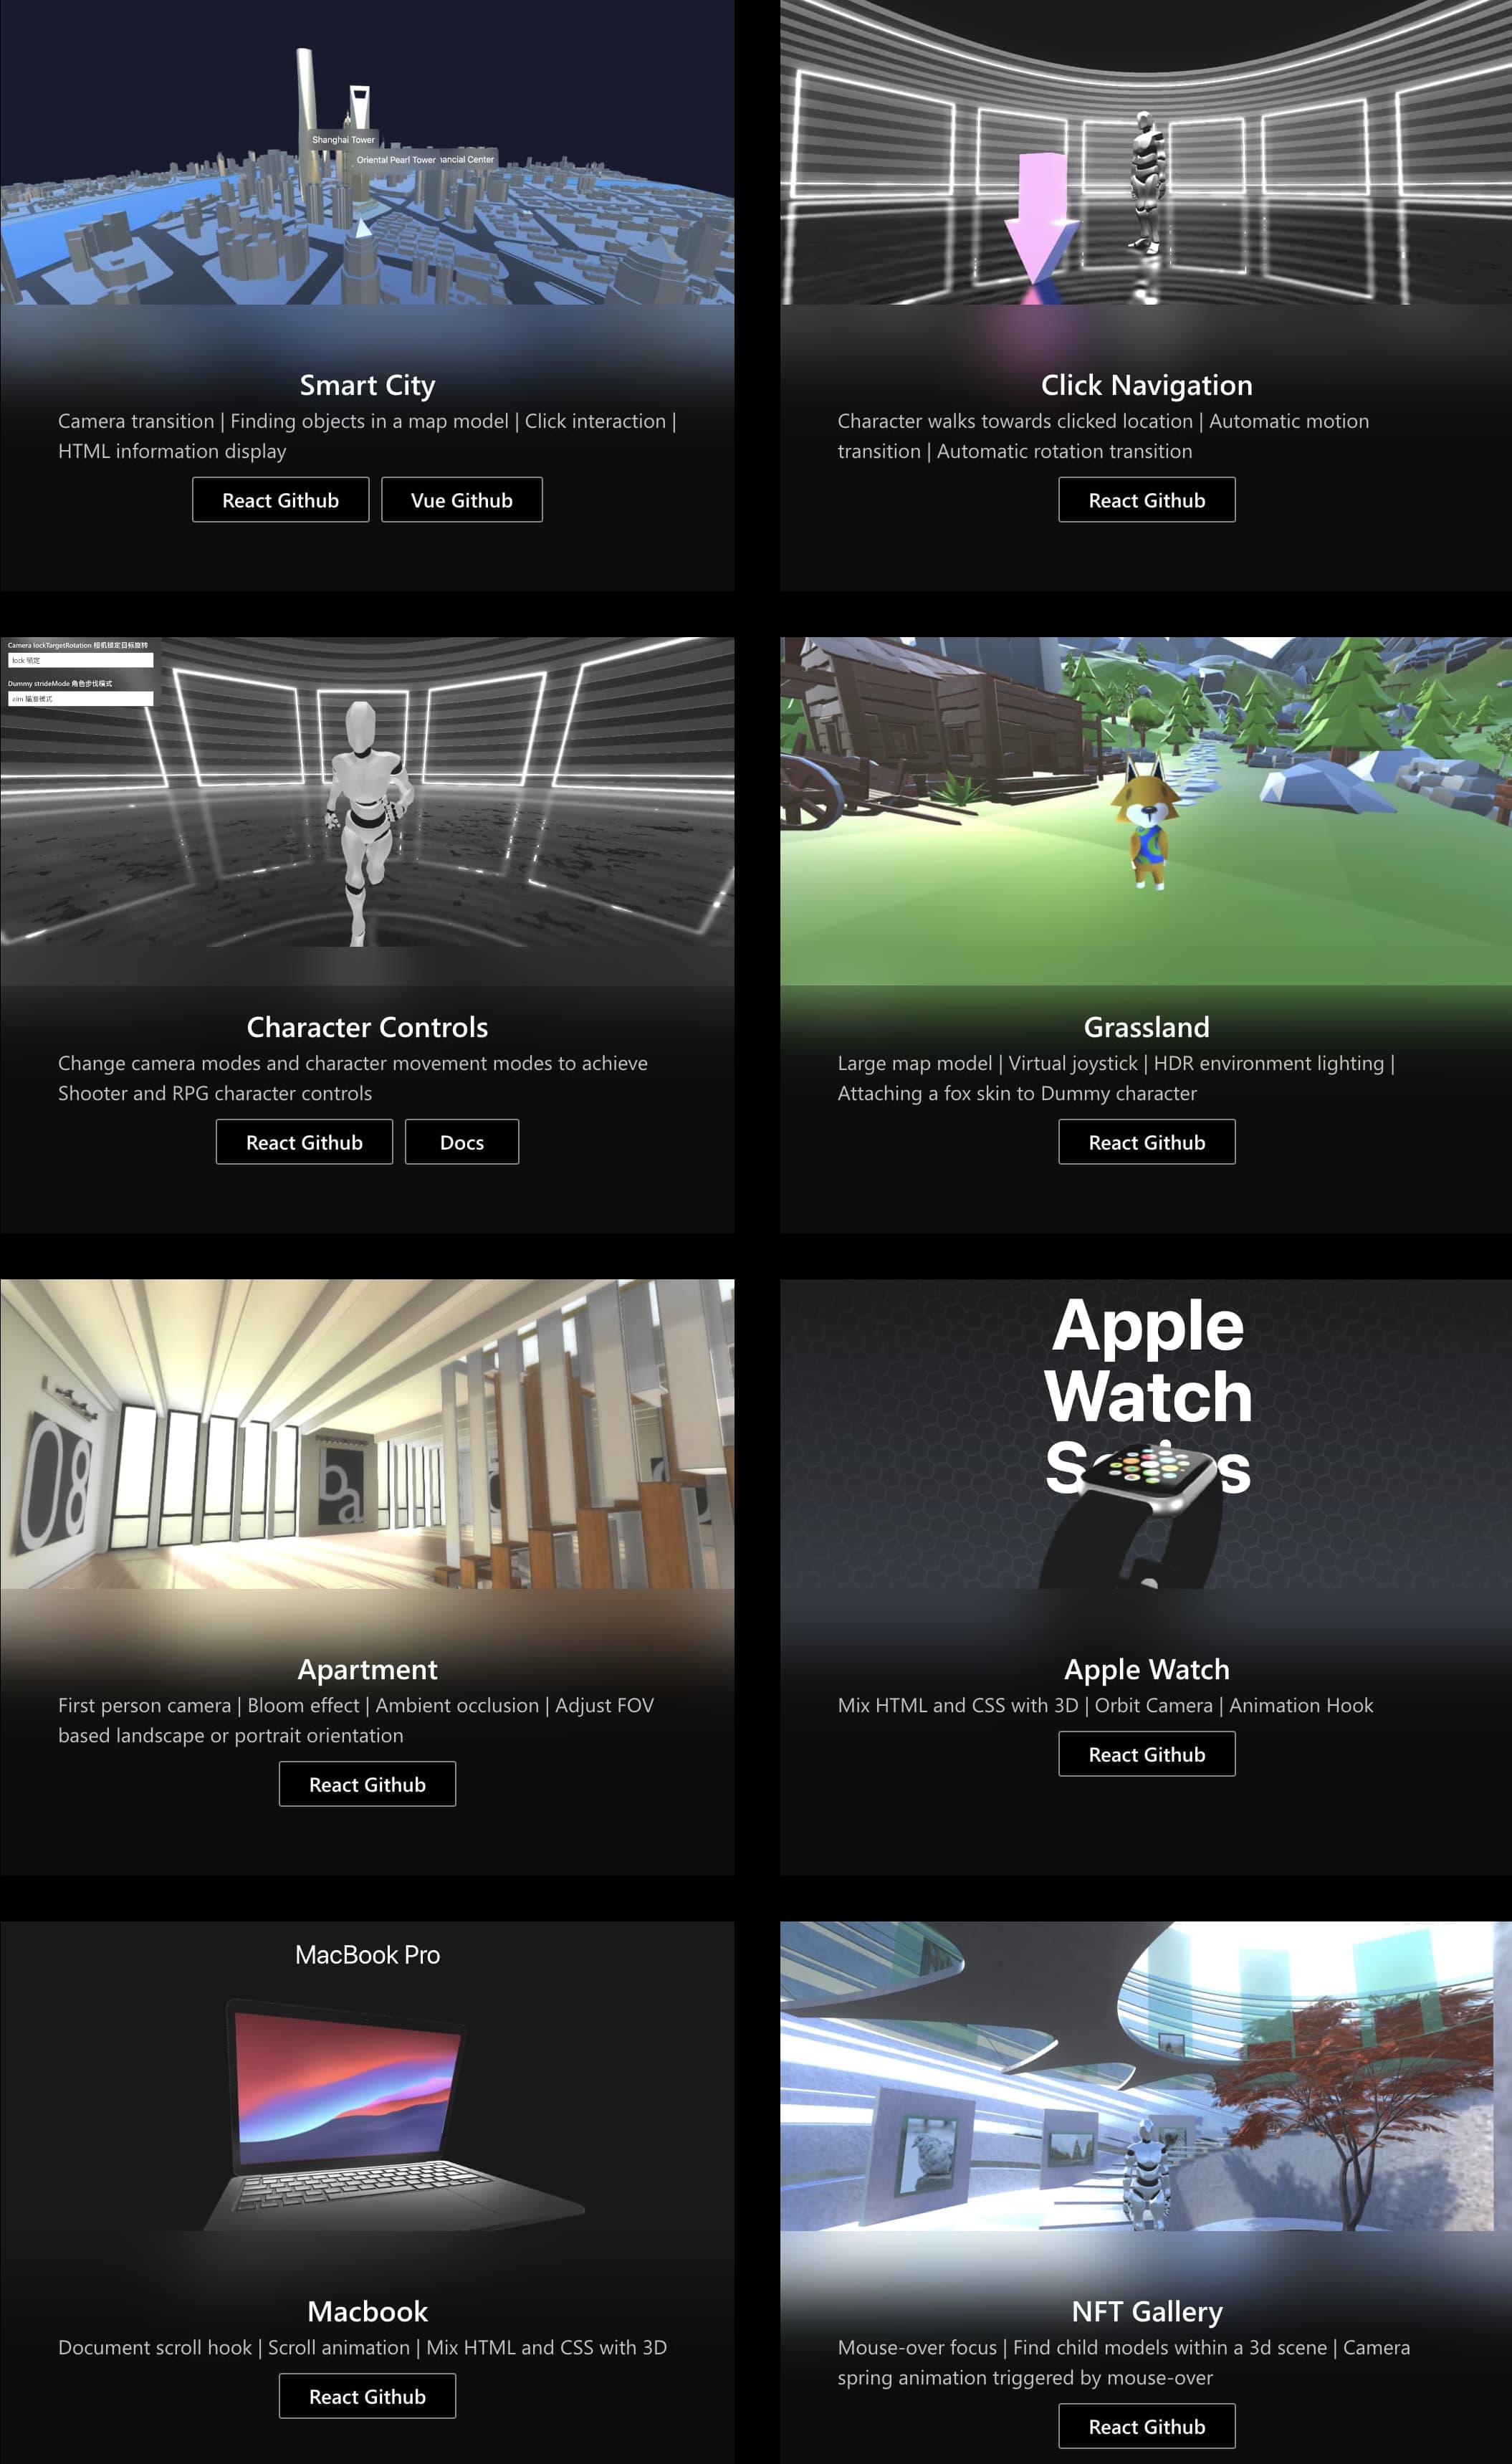 Shanghai Tower
Oriental Pearl Tower
ancial Center
Smart City
Camera transition | Finding objects in a map model | Click interaction |
HTML information display
React Github
Vue Github
Click Navigation
Character walks towards clicked location | Automatic motion
transition | Automatic rotation transition
React Github
Camera lockTargetRotation 相机锁定目标旋转
lock 锁定
Dummy strideMode 角色步伐模式
aim 瞄准模式
Character Controls
Change camera modes and character movement modes to achieve
Shooter and RPG character controls
React Github
Docs
Grassland
Large map model | Virtual joystick | HDR environment lighting |
Attaching a fox skin to Dummy character
React Github
08
ba
Apartment
First person camera | Bloom effect | Ambient occlusion | Adjust FOV
based landscape or portrait orientation
React Github
Apple
Watch
Apple Watch
Mix HTML and CSS with 3D | Orbit Camera | Animation Hook
React Github
MacBook Pro
Macbook
Document scroll hook | Scroll animation | Mix HTML and CSS with 3D
React Github
NFT Gallery
Mouse-over focus | Find child models within a 3d scene | Camera
spring animation triggered by mouse-over
React Github